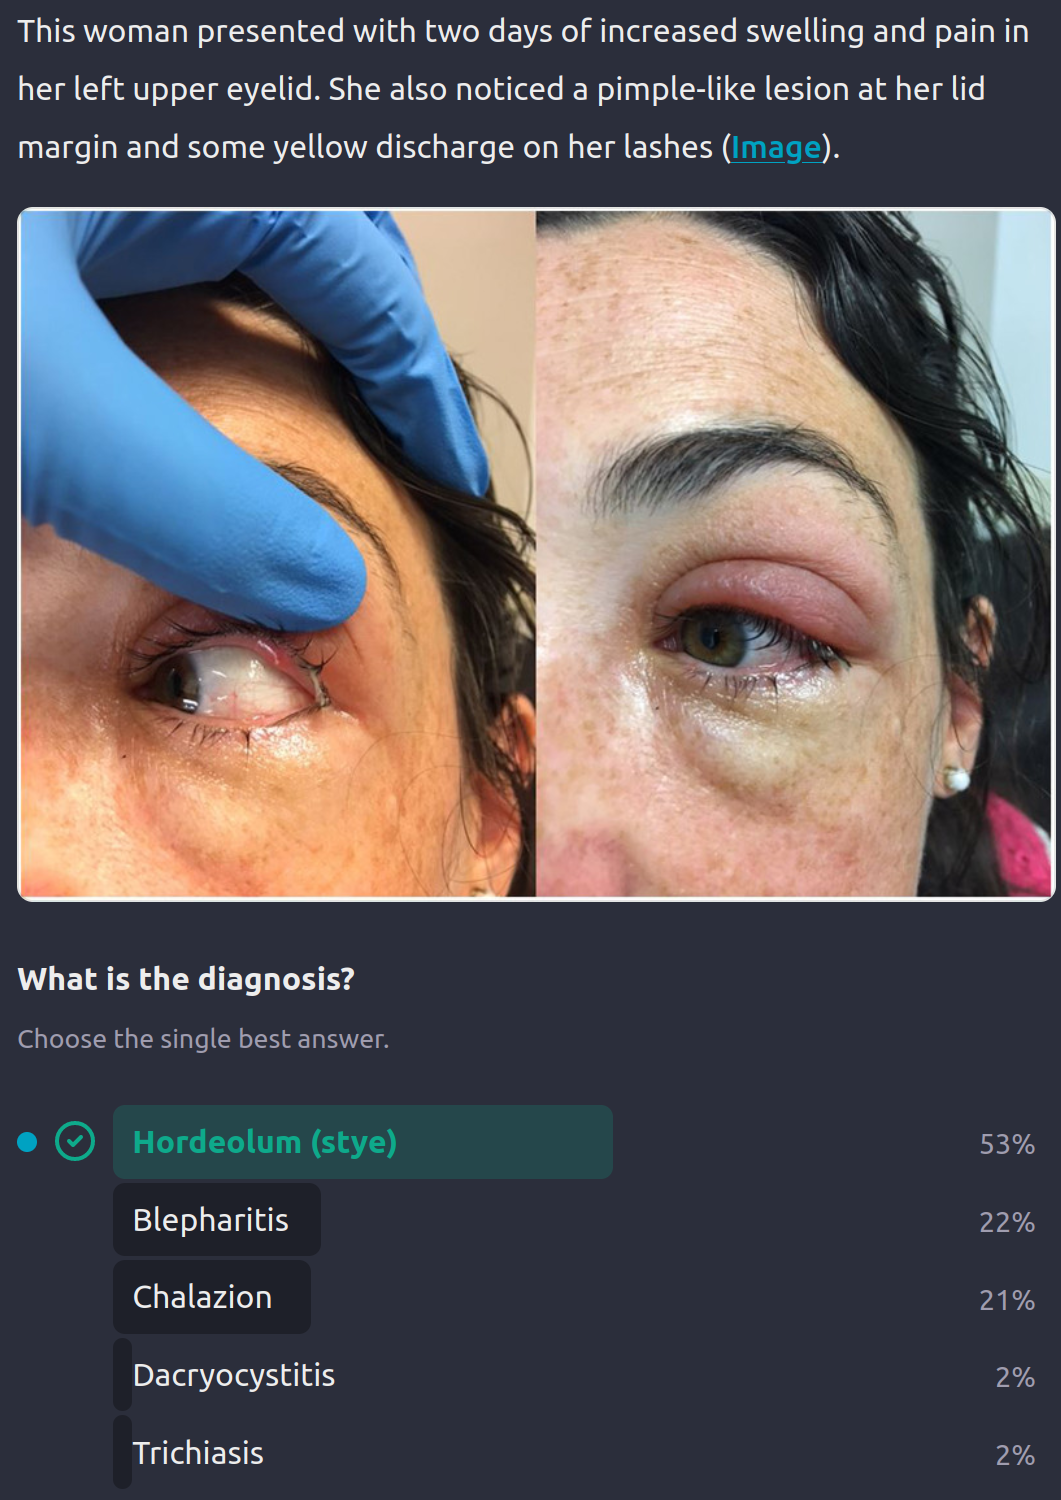 This woman presented with two days of increased swelling and pain in
her left upper eyelid. She also noticed a pimple-like lesion at her lid
margin and some yellow discharge on her lashes (Image).
What is the diagnosis?
Choose the single best answer.
Hordeolum (stye) 53%
Blepharitis 22%
Chalazion 21%
Dacryocystitis 2%
Trichiasis 2%